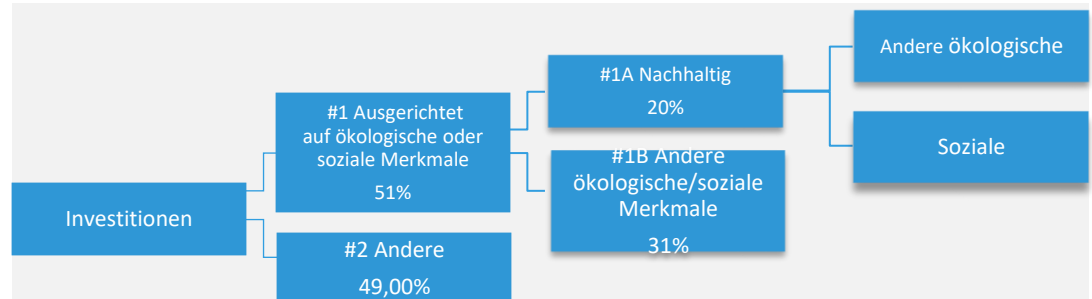 Investitionen
#1 Ausgerichtet
auf ökologische oder
soziale Merkmale
51%
#2 Andere
49,00%
#1A Nachhaltig
20%
#1B Andere
ökologische/soziale
Merkmale
31%
Andere ökologische
Soziale